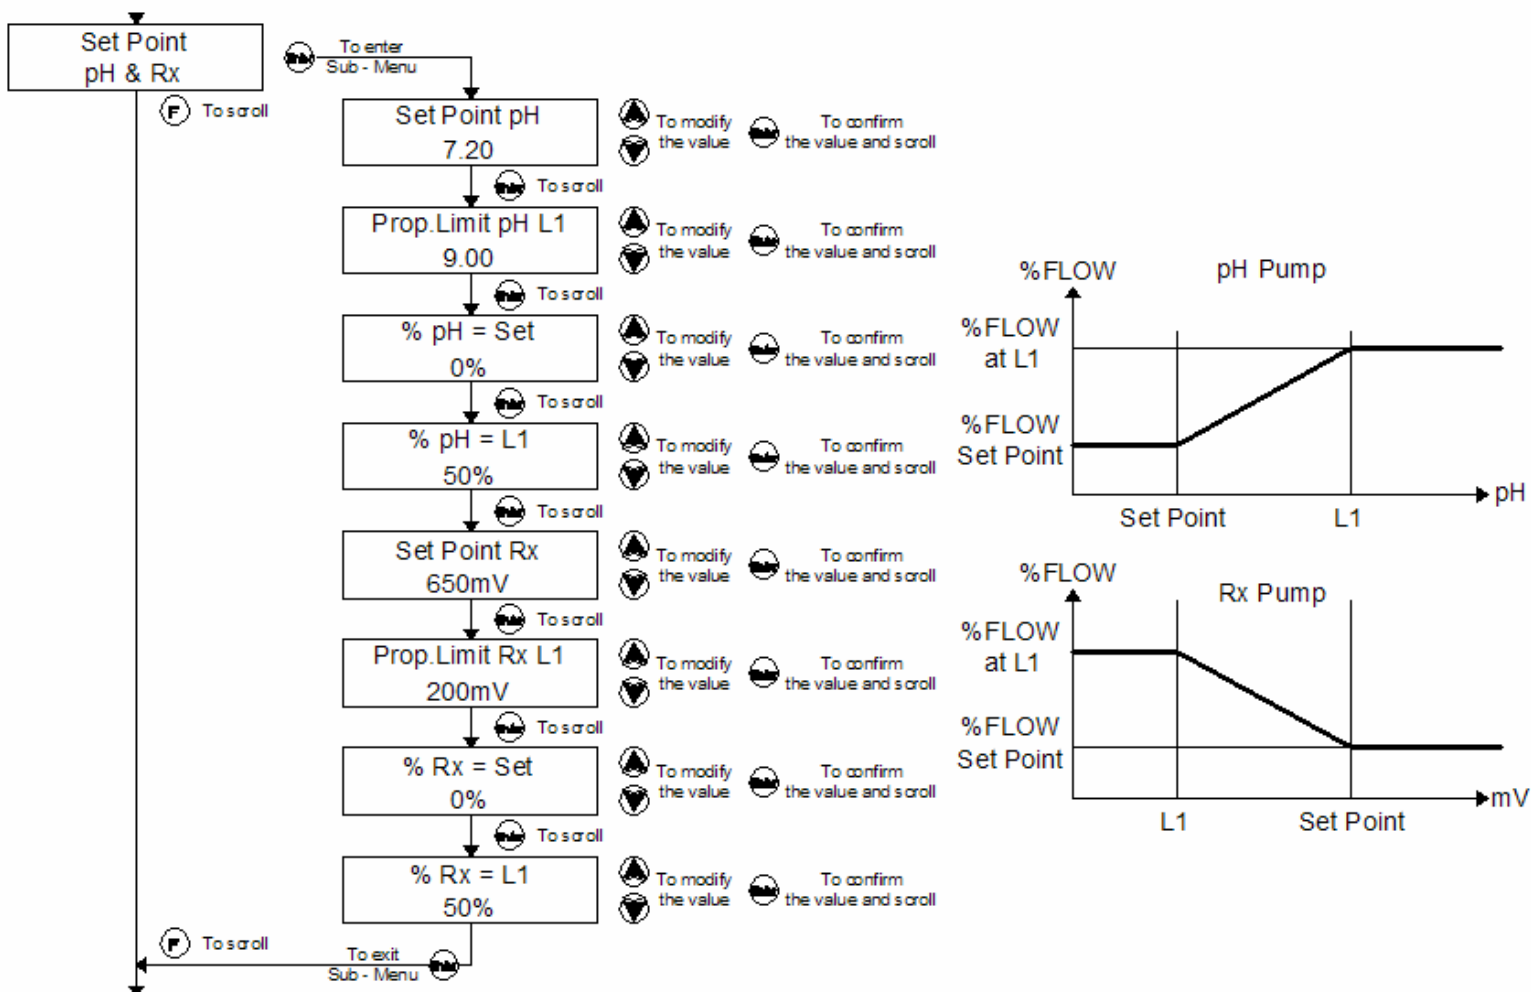 Set Point
pH & Rx
To enter
Sub - Menu
F To scroll
Set Point pH
7.20
To modify
the value
To confirm
the value and scroll
Enter To scroll
Prop.Limit pH L1
9.00
To modify
the value
To confirm
the value and scroll
Enter To scroll
% pH = Set
0%
To modify
the value
To confirm
the value and scroll
Enter To scroll
% pH = L1
50%
To modify
the value
To confirm
the value and scroll
Enter To scroll
Set Point Rx
650mV
To modify
the value
To confirm
the value and scroll
Enter To scroll
Prop.Limit Rx L1
200mV
To modify
the value
To confirm
the value and scroll
Enter To scroll
% Rx = Set
0%
To modify
the value
To confirm
the value and scroll
Enter To scroll
% Rx = L1
50%
To modify
the value
To confirm
the value and scroll
F To scroll
To exit
Sub - Menu
%FLOW
pH Pump
%FLOW
at L1
%FLOW
Set Point
pH
Set Point
L1
%FLOW
Rx Pump
%FLOW
at L1
%FLOW
Set Point
mV
L1
Set Point